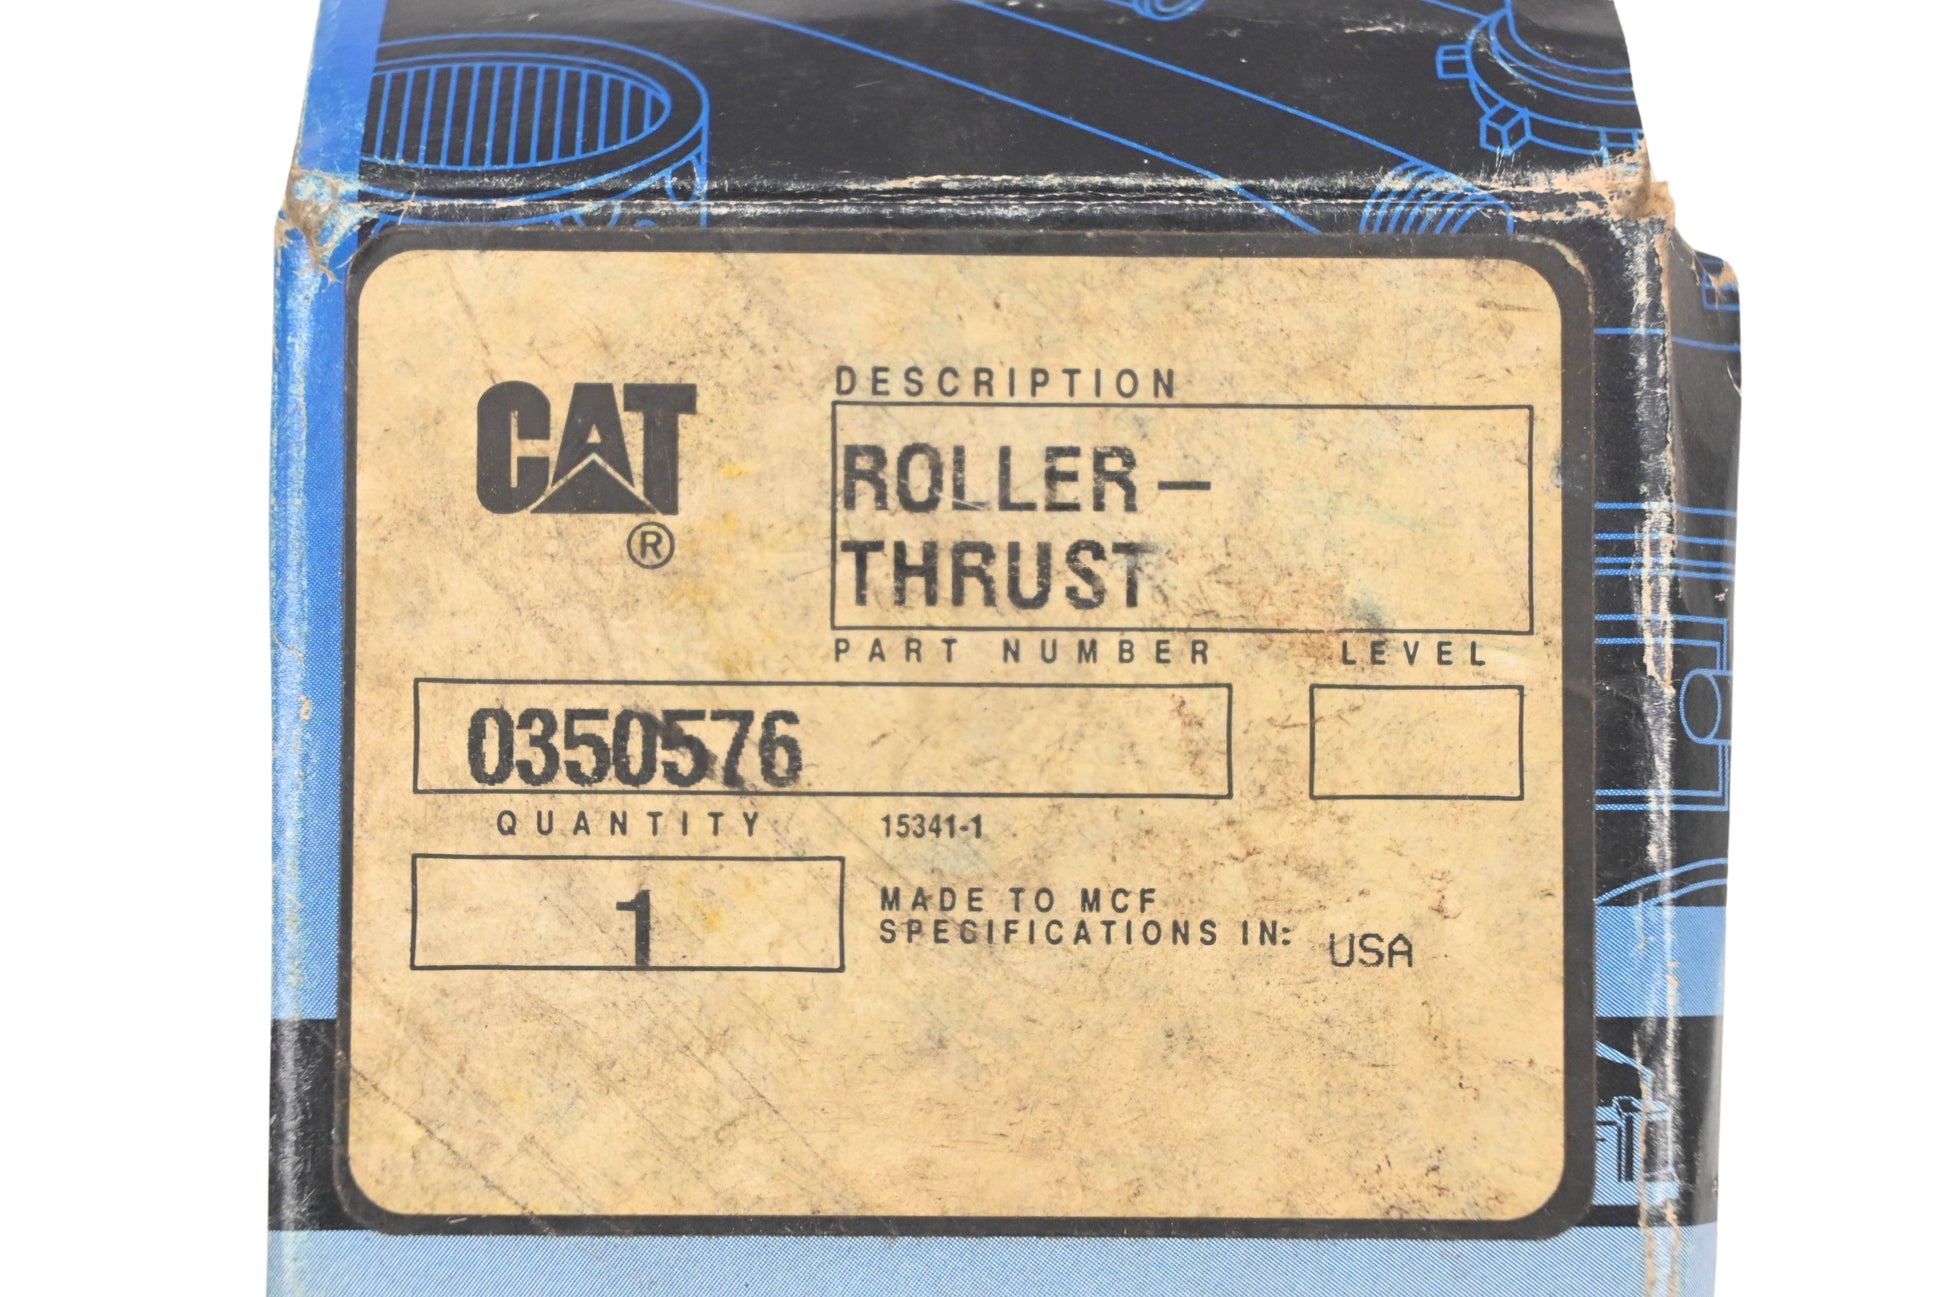 CAT
®
DESCRIPTION
ROLLER-
THRUST
PART NUMBER LEVEL
0350576
QUANTITY 15341-1
1
MADE TO MCF
SPECIFICATIONS IN: USA